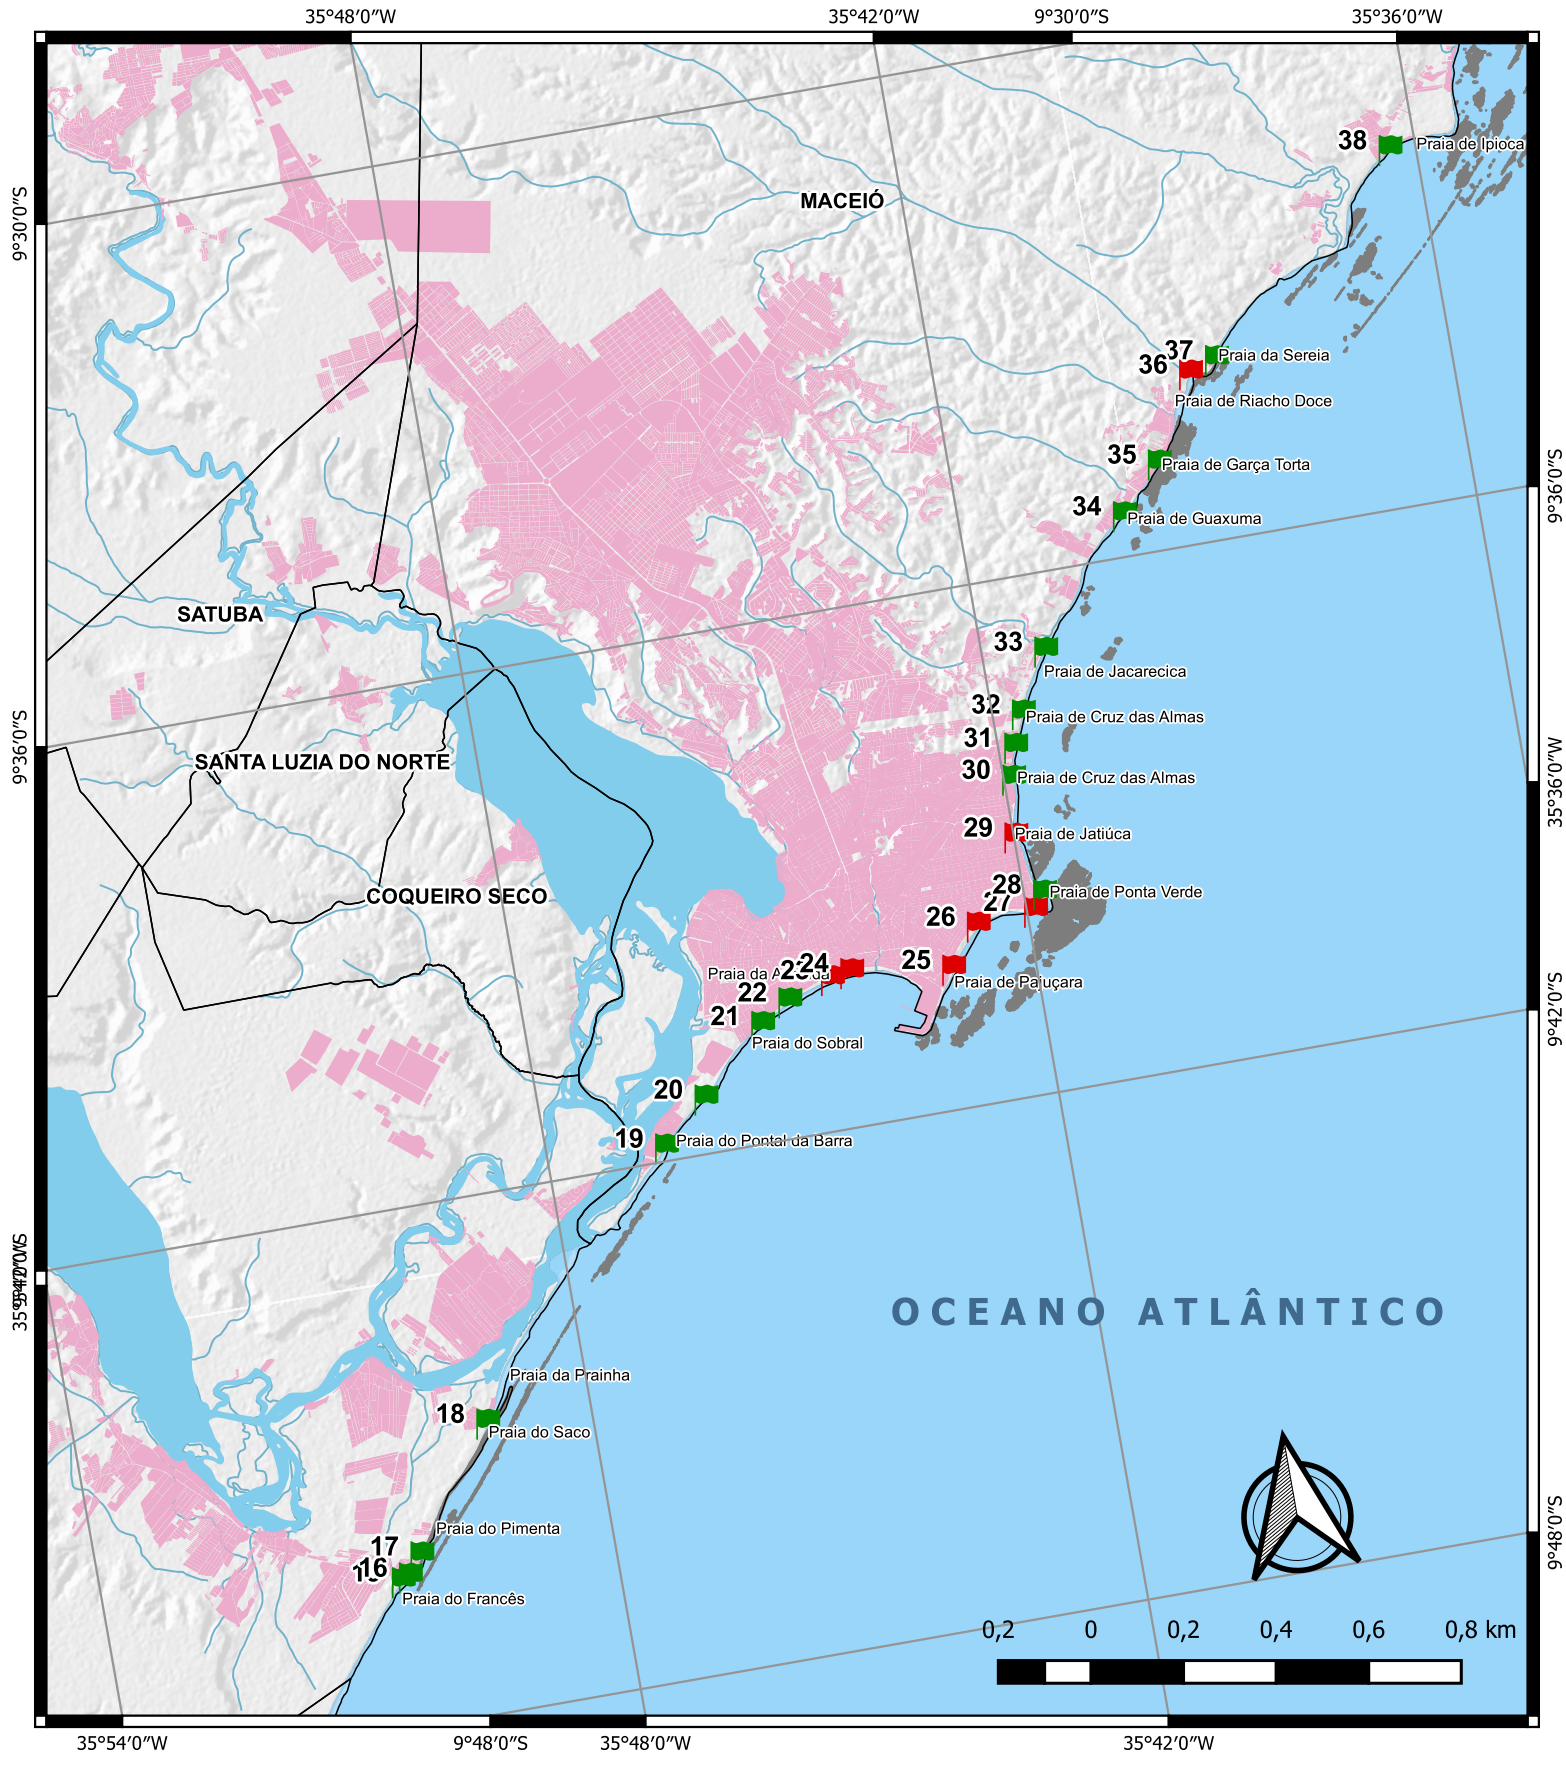 35°48′0″W
35°42′0″W
9°30′0″S
35°36′0″W
38
Praia de Ipioca
9°30′0″S
MACEIÓ
37
Praia da Sereia
36
Praia de Riacho Doce
35
Praia de Garça Torta
9°36′0″S
34
Praia de Guaxuma
SATUBA
33
Praia de Jacarecica
32
Praia de Cruz das Almas
31
9°36′0″S
SANTA LUZIA DO NORTE
30
Praia de Cruz das Almas
35°36′0″W
29
Praia de Jatiúca
28
Praia de Ponta Verde
COQUEIRO SECO
27
26
25
24
23
Praia da
Praia de Pajuçara
22
21
9°42′0″S
Praia do Sobral
20
19
Praia do Pontal da Barra
OCEANO ATLÂNTICO
Praia da Prainha
18
Praia do Saco
Praia do Pimenta
17
16
9°48′0″S
Praia do Francês
0,2 0 0,2 0,4 0,6 0,8 km
35°54′0″W
9°48′0″S
35°48′0″W
35°42′0″W